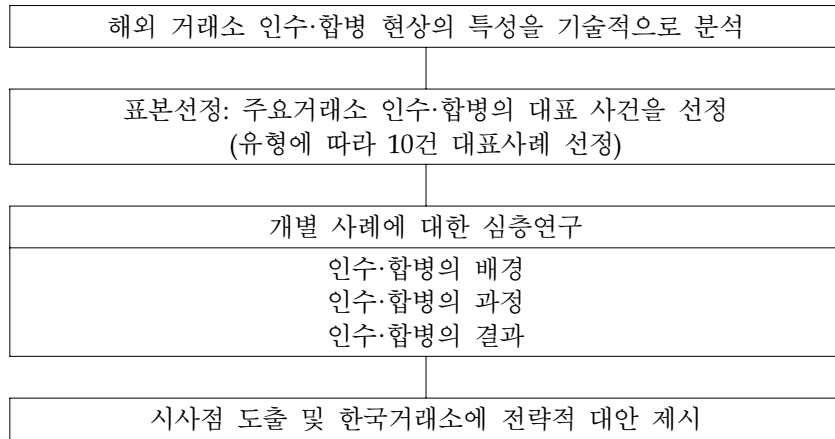 해외 거래소 인수·합병 현상의 특성을 기술적으로 분석
표본선정: 주요거래소 인수·합병의 대표 사건을 선정
(유형에 따라 10건 대표사례 선정)
개별 사례에 대한 심층연구
인수·합병의 배경
인수·합병의 과정
인수·합병의 결과
시사점 도출 및 한국거래소에 전략적 대안 제시